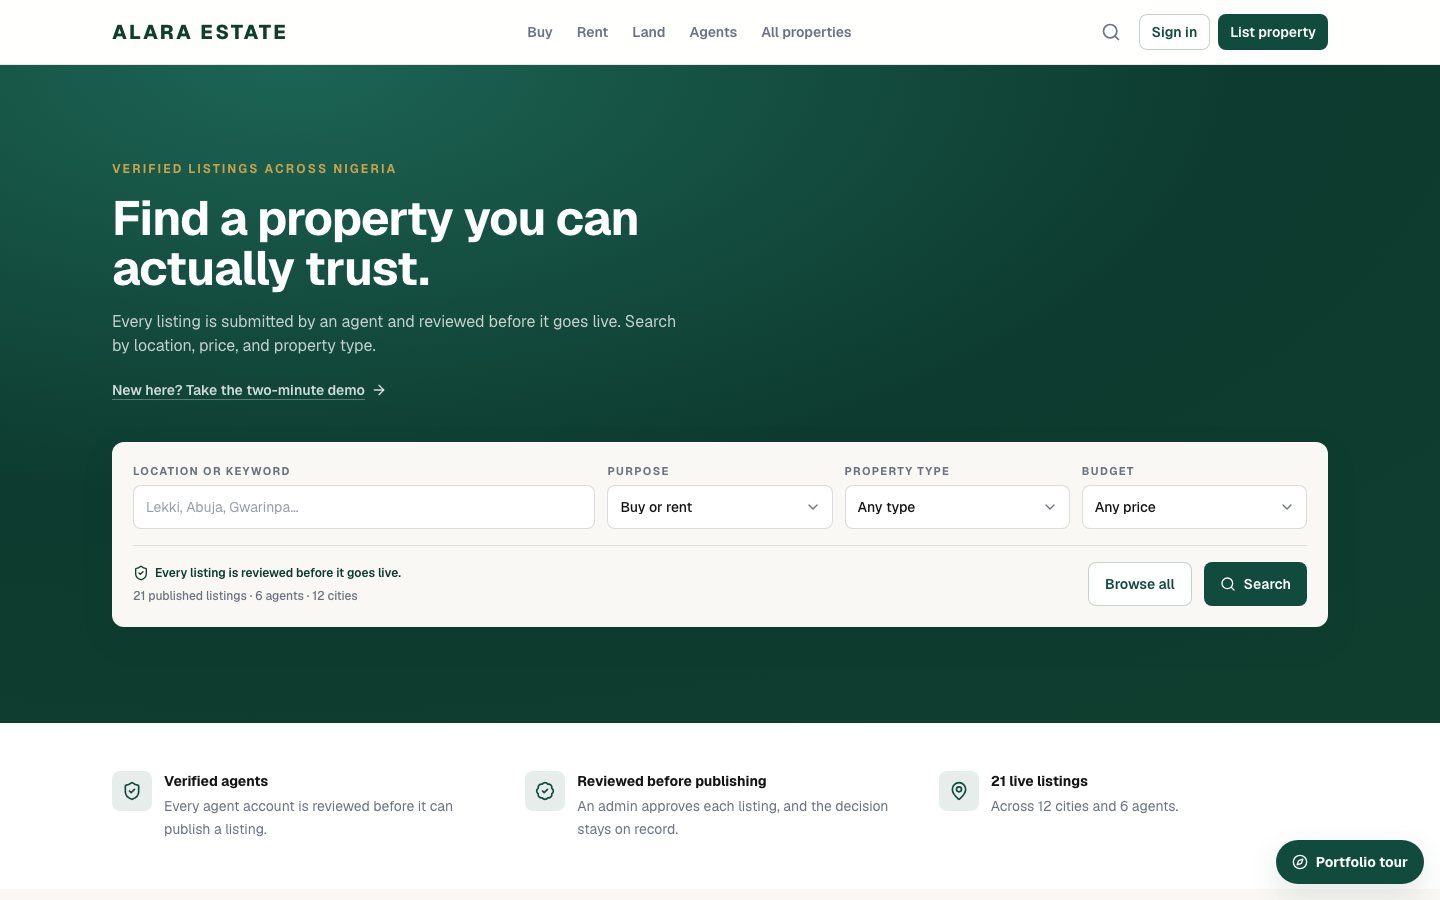 ALARA ESTATE
Buy
Rent
Land
Agents
All properties
Sign in
List property
VERIFIED LISTINGS ACROSS NIGERIA
Find a property you can
actually trust.
Every listing is submitted by an agent and reviewed before it goes live. Search
by location, price, and property type.
New here? Take the two-minute demo
LOCATION OR KEYWORD
Lekki, Abuja, Gwarinpa...
PURPOSE
Buy or rent
PROPERTY TYPE
Any type
BUDGET
Any price
Every listing is reviewed before it goes live.
21 published listings · 6 agents · 12 cities
Browse all
Search
Verified agents
Every agent account is reviewed before it can
publish a listing.
Reviewed before publishing
An admin approves each listing, and the decision
stays on record.
21 live listings
Across 12 cities and 6 agents.
Portfolio tour